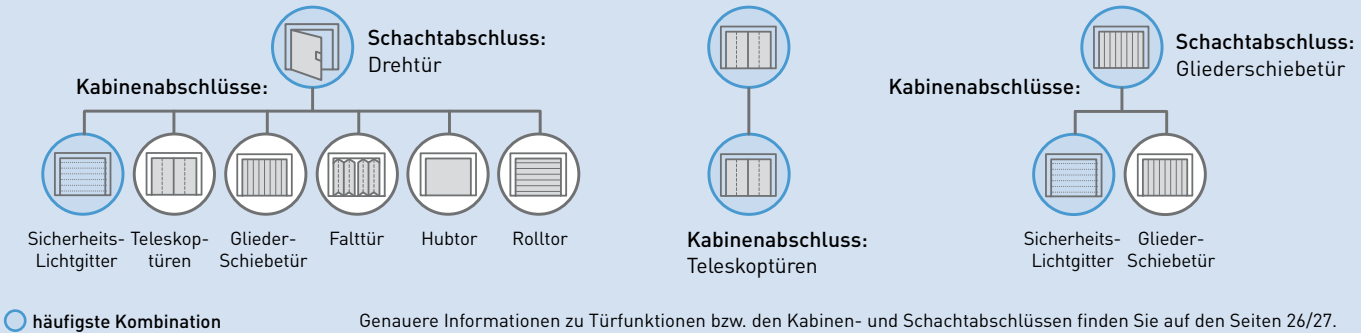 Schachtabschluss:
Drehtür
Kabinenabschlüsse:
Sicherheits-
Lichtgitter
Teleskop-
türen
Glieder-
Schiebetür
Falttür
Hubtor
Rolltor
Kabinenabschluss:
Teleskoptüren
Schachtabschluss:
Gliederschiebetür
Kabinenabschlüsse:
Sicherheits-
Lichtgitter
Glieder-
Schiebetür
häufigste Kombination
Genauere Informationen zu Türfunktionen bzw. den Kabinen- und Schachtabschlüssen finden Sie auf den Seiten 26/27.